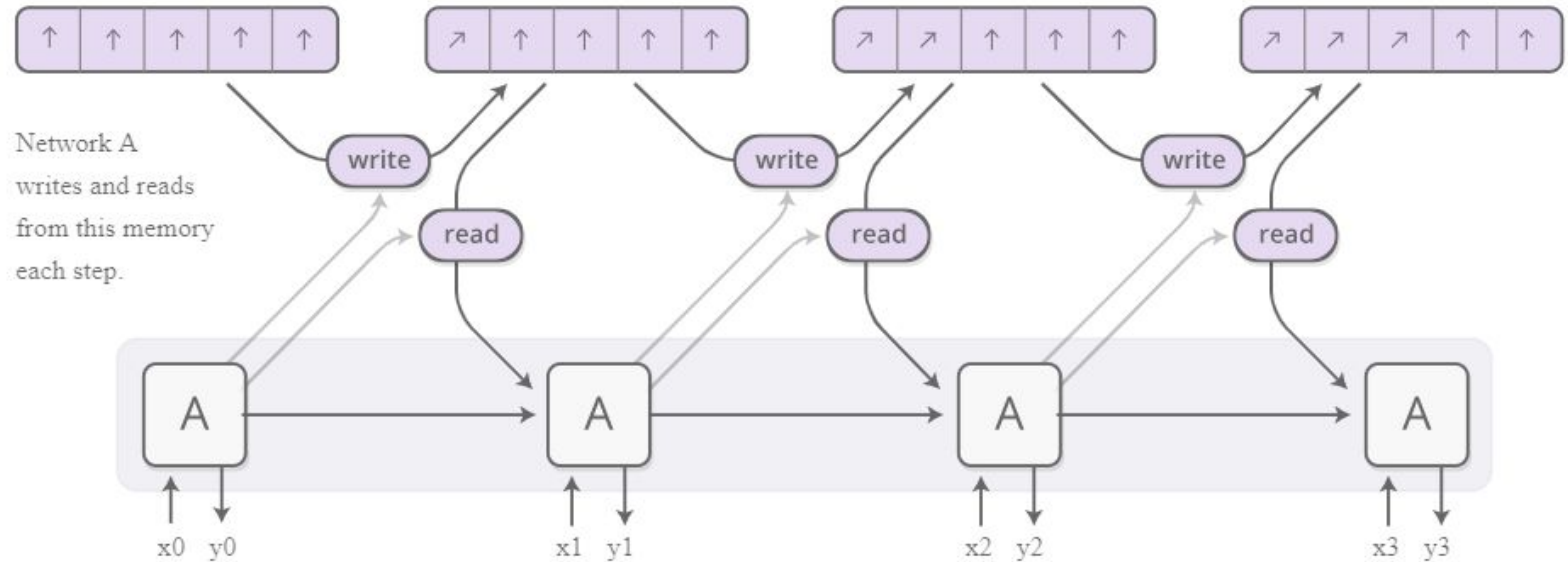 Network A
writes and reads
from this memory
each step.
write
write
write
read
read
read
A
A
A
A
x0 y0
x1 y1
x2 y2
x3 y3